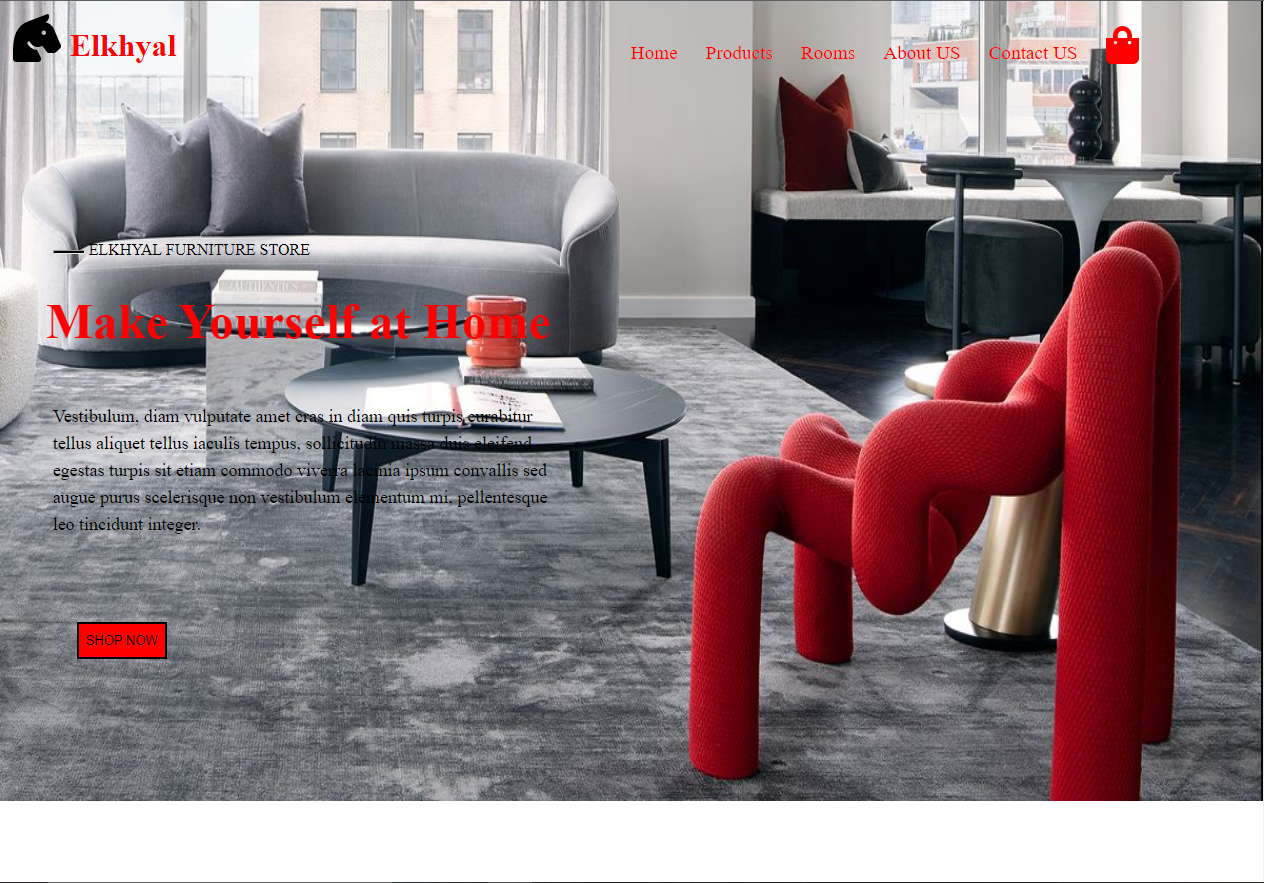 Elkhyal
Home Products Rooms About US Contact US
ELKHYAL FURNITURE STORE
AUTHENTICS
Make Yourself at Home
Vestibulum, diam vulputate amet cras in diam quis turpis curabitur
tellus aliquet tellus iaculis tempus, sollicitudin massa duis eleifend
egestas turpis sit etiam commodo viverra lacinia ipsum convallis sed
augue purus scelerisque non vestibulum elementum mi, pellentesque
leo tincidunt integer.
SHOP NOW